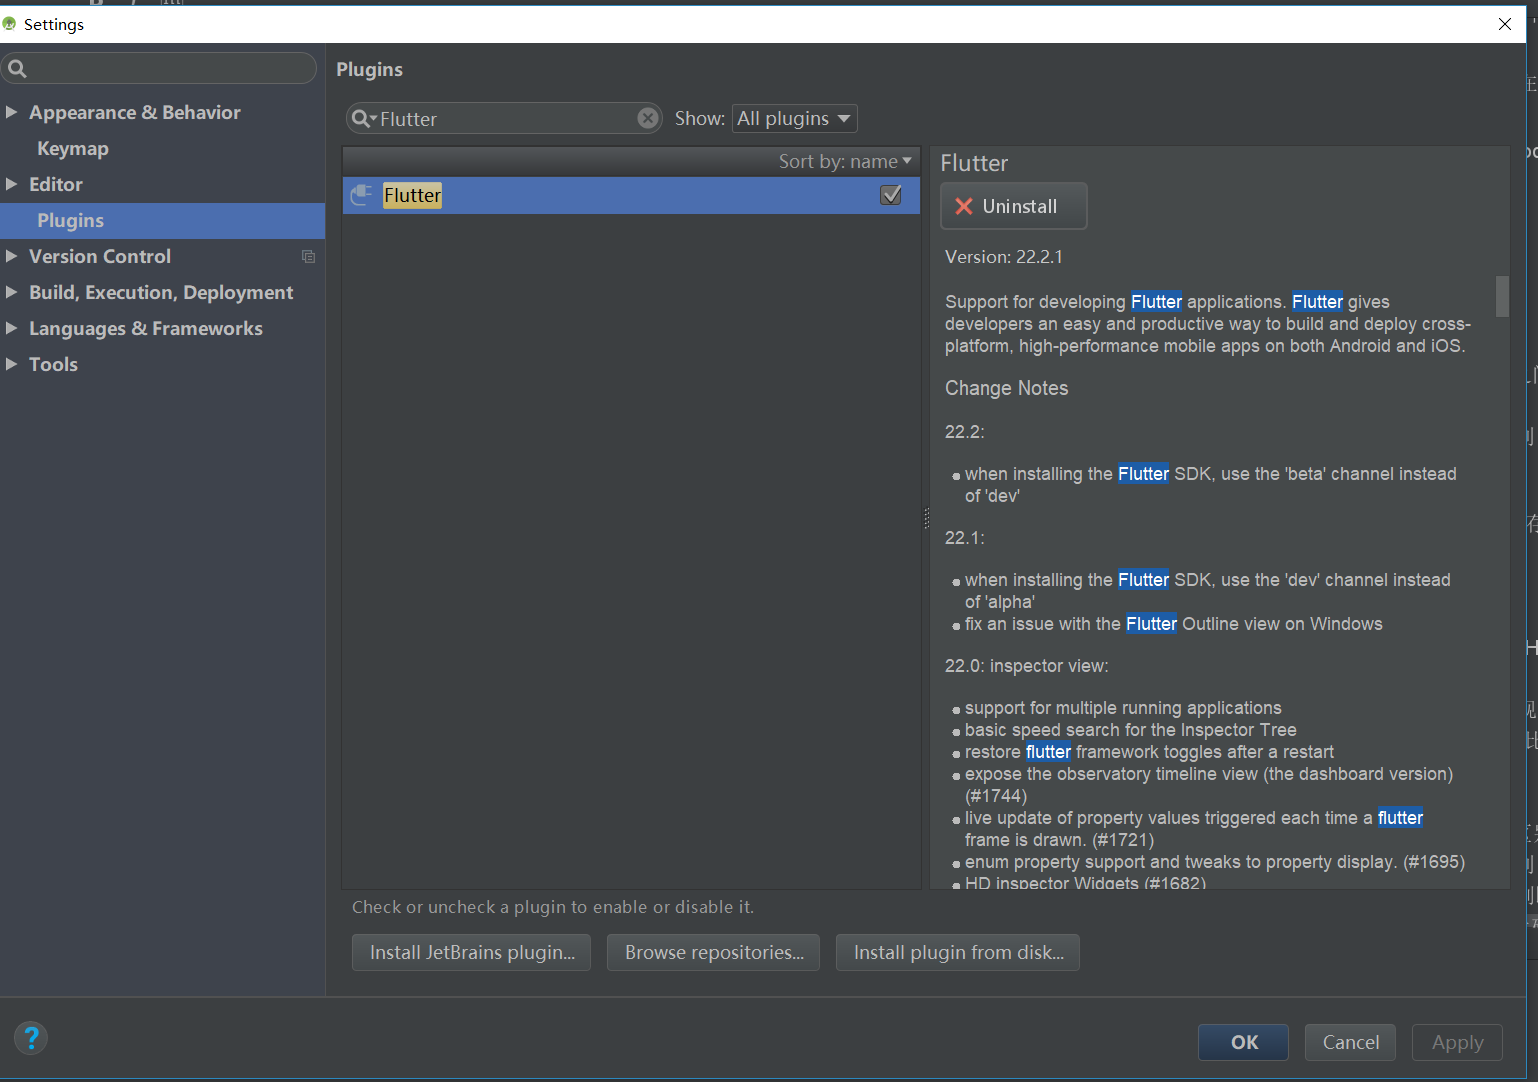 Settings
Appearance & Behavior
Keymap
Editor
Plugins
Version Control
Build, Execution, Deployment
Languages & Frameworks
Tools
Plugins
Flutter
Show: All plugins
Sort by: name
Flutter
Flutter
Uninstall
Version: 22.2.1
Support for developing Flutter applications. Flutter gives
developers an easy and productive way to build and deploy cross-
platform, high-performance mobile apps on both Android and iOS.
Change Notes
22.2:
when installing the Flutter SDK, use the 'beta' channel instead
of 'dev'
22.1:
when installing the Flutter SDK, use the 'dev' channel instead
of 'alpha'
fix an issue with the Flutter Outline view on Windows
22.0: inspector view:
support for multiple running applications
basic speed search for the Inspector Tree
restore flutter framework toggles after a restart
expose the observatory timeline view (the dashboard version)
(#1744)
live update of property values triggered each time a flutter
frame is drawn. (#1721)
enum property support and tweaks to property display. (#1695)
HD inspector Widgets (#1682)
Check or uncheck a plugin to enable or disable it.
Install JetBrains plugin...
Browse repositories...
Install plugin from disk...
?
OK
Cancel
Apply